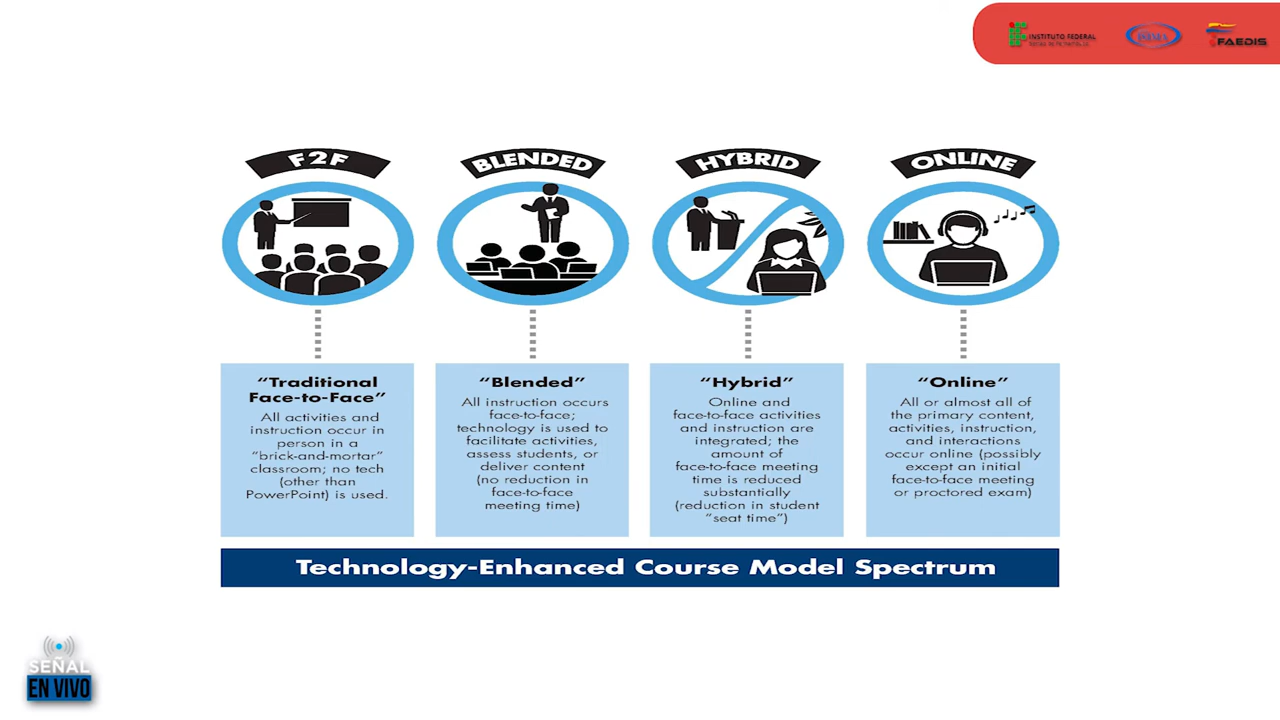 INSTITUTO FEDERAL
FAEDIS
F2F
BLENDED
HYBRID
ONLINE
“Traditional
Face-to-Face”
All activities and
instruction occur in
person in a
“brick-and-mortar”
classroom; no tech
(other than
PowerPoint) is used.
“Blended”
All instruction occurs
face-to-face;
technology is used to
facilitate activities,
assess students, or
deliver content
(no reduction in
face-to-face
meeting time)
“Hybrid”
Online and
face-to-face activities
and instruction are
integrated; the
amount of
face-to-face meeting
time is reduced
substantially
(reduction in student
“seat time”)
“Online”
All or almost all of
the primary content,
activities, instruction,
and interactions
occur online (possibly
except an initial
face-to-face meeting
or proctored exam)
Technology-Enhanced Course Model Spectrum
SEÑAL
EN VIVO